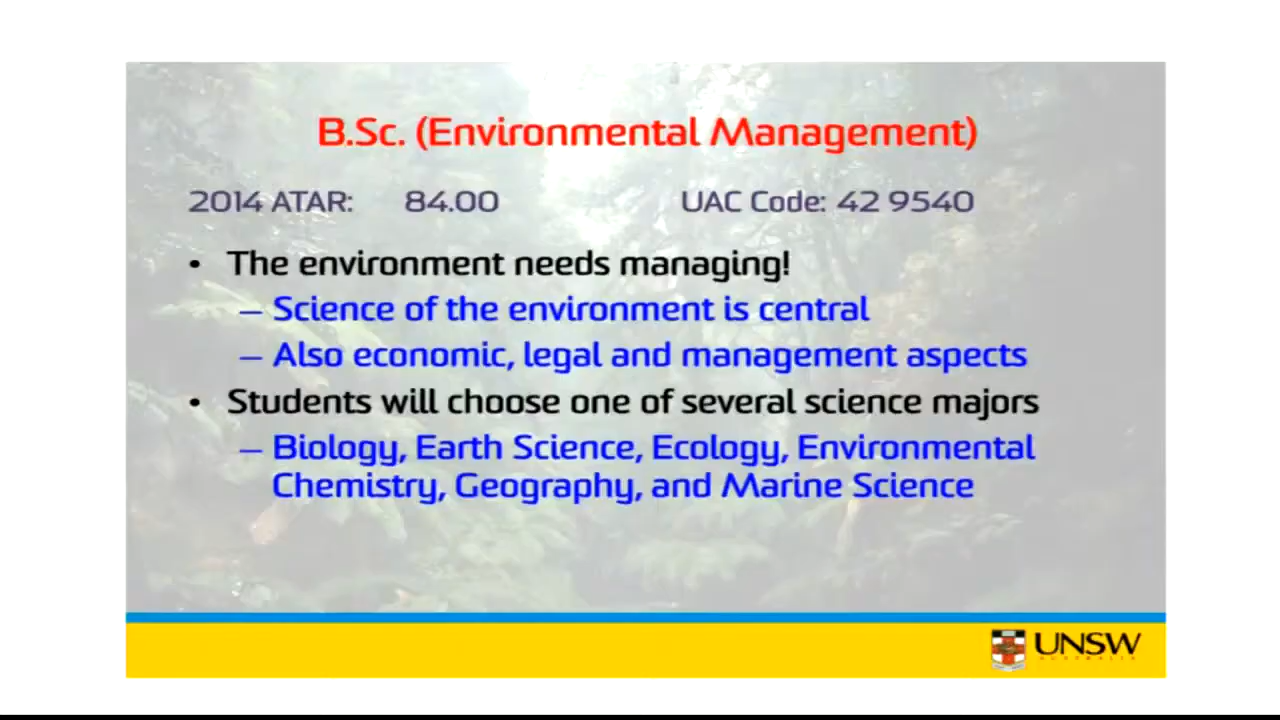 B.Sc. (Environmental Management)
2014 ATAR: 84.00 UAC Code: 42 9540
• The environment needs managing!
– Science of the environment is central
– Also economic, legal and management aspects
• Students will choose one of several science majors
– Biology, Earth Science, Ecology, Environmental
Chemistry, Geography, and Marine Science
UNSW
AUSTRALIA